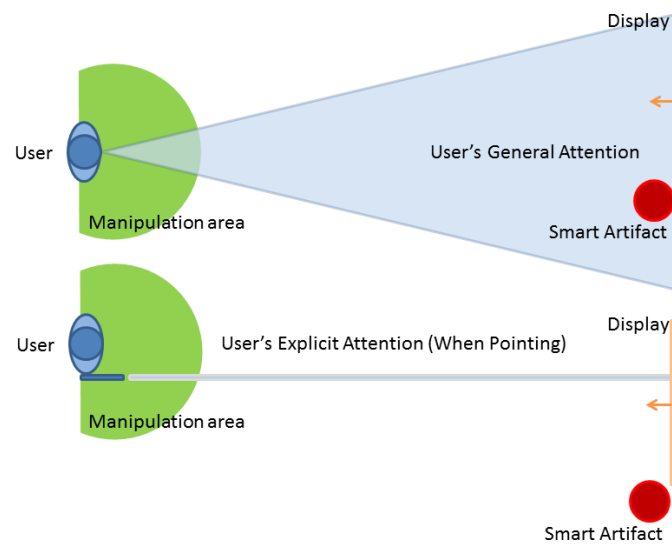 Display
User's General Attention
User
Manipulation area
Smart Artifact
Display
User's Explicit Attention (When Pointing)
User
Manipulation area
Smart Artifact